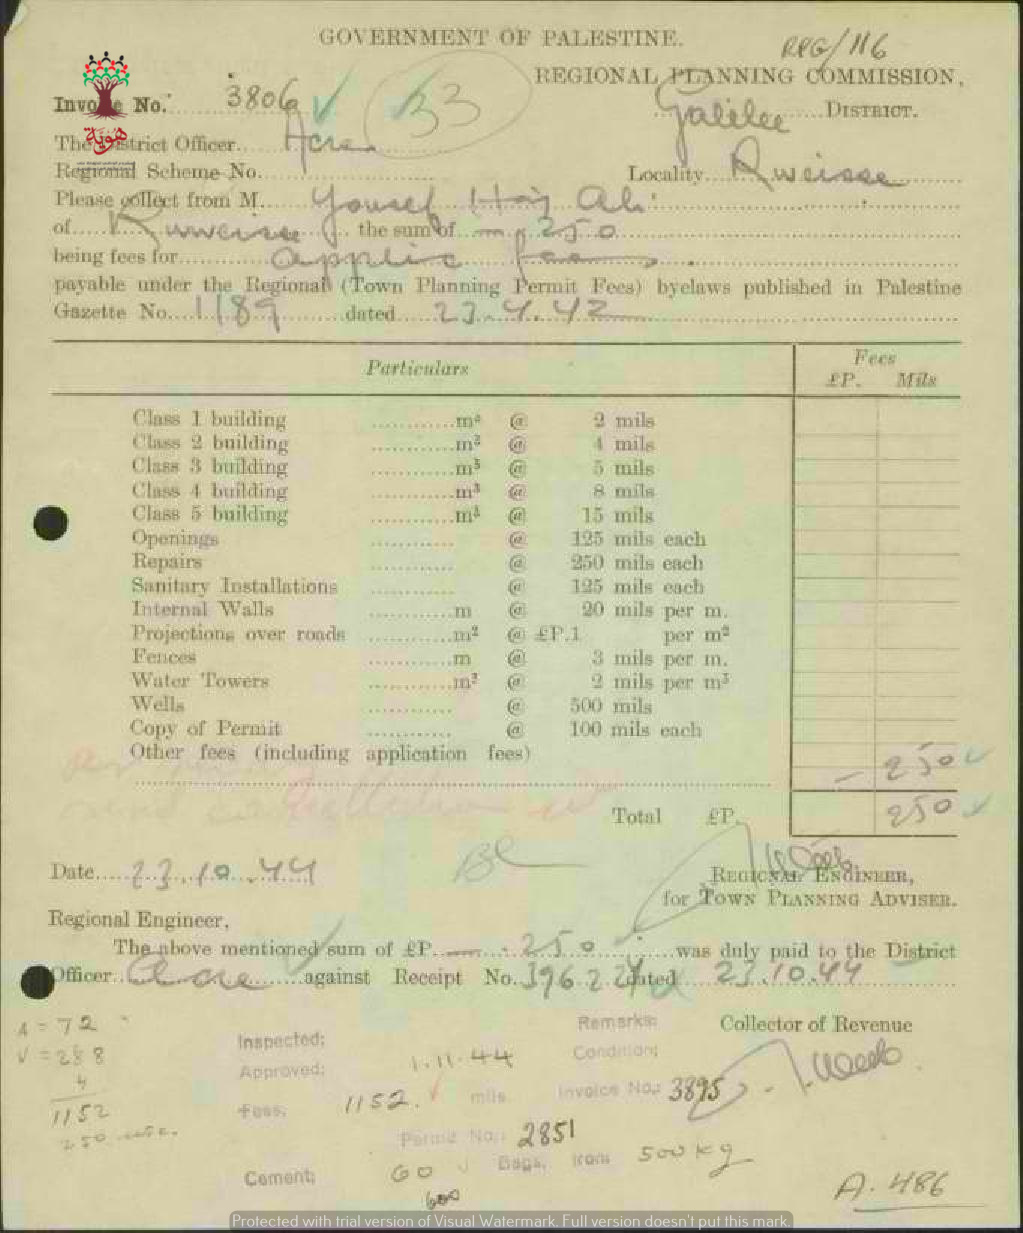 GOVERNMENT OF PALESTINE.
REG/116
REGIONAL PLANNING COMMISSION,
Invoice No. 3806 33
Galilee DISTRICT.
The District Officer.. Acre
هوية
Regional Scheme No. Locality.. Rweisse
Please collect from M. Yousef Haj Ali
of.... Ruweisse the sum of — 250
being fees for applic fees
payable under the Regional (Town Planning Permit Fees) byelaws published in Palestine
Gazette No. 1189 dated 23.4.42
Particulars Fees
£P. Mils
Class 1 building m² @ 2 mils
Class 2 building m² @ 4 mils
Class 3 building m³ @ 5 mils
Class 4 building m³ @ 8 mils
Class 5 building m³ @ 15 mils
Openings @ 125 mils each
Repairs @ 250 mils each
Sanitary Installations @ 125 mils each
Internal Walls m @ 20 mils per m.
Projections over roads m² @ £P.1 per m²
Fences m @ 3 mils per m.
Water Towers m³ @ 2 mils per m³
Wells @ 500 mils
Copy of Permit @ 100 mils each
Other fees (including application fees)
— 250
Total £P. 250
Date 23.10.44
REGIONAL ENGINEER,
for TOWN PLANNING ADVISER.
Regional Engineer,
The above mentioned sum of £P. — 250 was duly paid to the District
Officer.. Acre against Receipt No. 396224 dated 23.10.44
Collector of Revenue
A = 72
V = 288
4
1152
250
Inspected: Remarks:
Approved: 1.11.44 Condition:
Fees: 1152. mils Invoice No.: 3895
Permit No.: 2851
Cement: 60 Bags. Iron: 500 kg
600
A. 486
Protected with trial version of Visual Watermark. Full version doesn't put this mark.